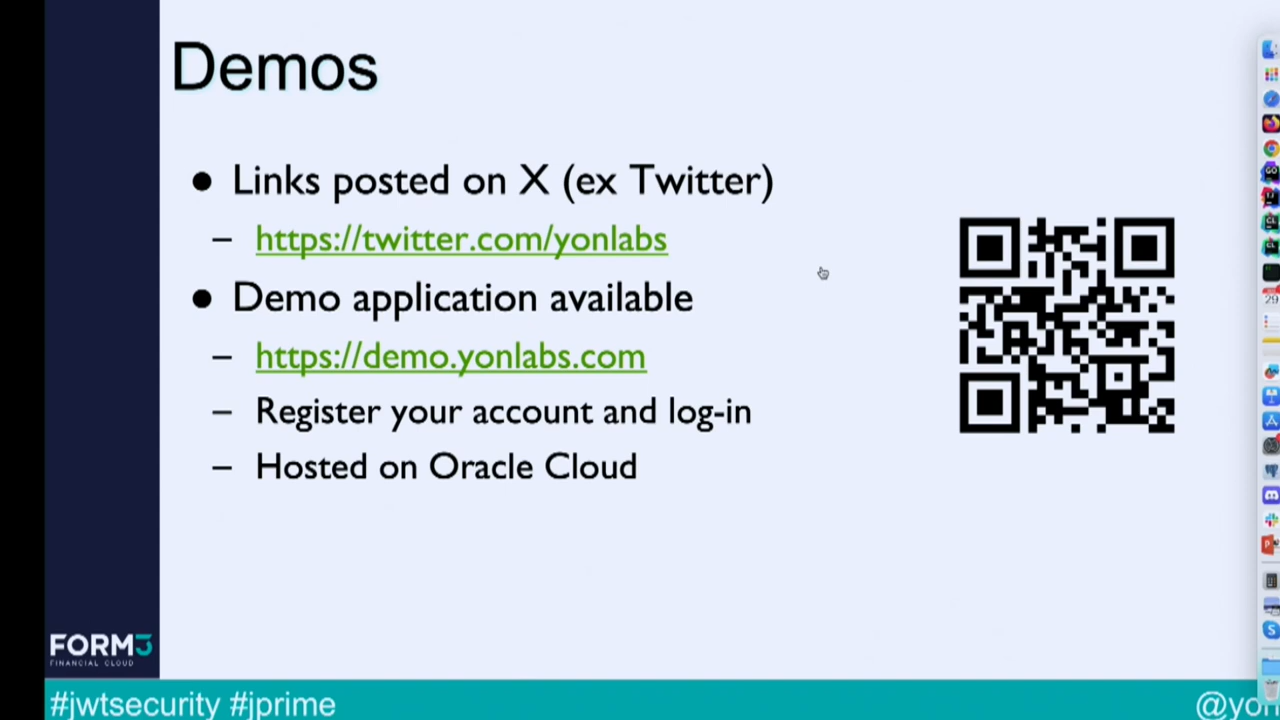 Demos
● Links posted on X (ex Twitter)
– https://twitter.com/yonlabs
● Demo application available
– https://demo.yonlabs.com
– Register your account and log-in
– Hosted on Oracle Cloud
FORM3
FINANCIAL CLOUD
#jwtsecurity #jprime
@yon